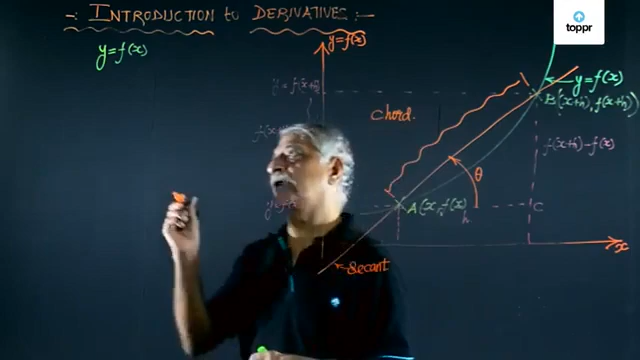 -: INTRODUCTION to DERIVATIVES :-
toppr
y = f(x)
y = f(x)
y = f(x)
y = f(x+h)
B(x+h, f(x+h))
Chord.
f(x+h) - f(x)
θ
A(x, f(x))
C
h
x
Secant